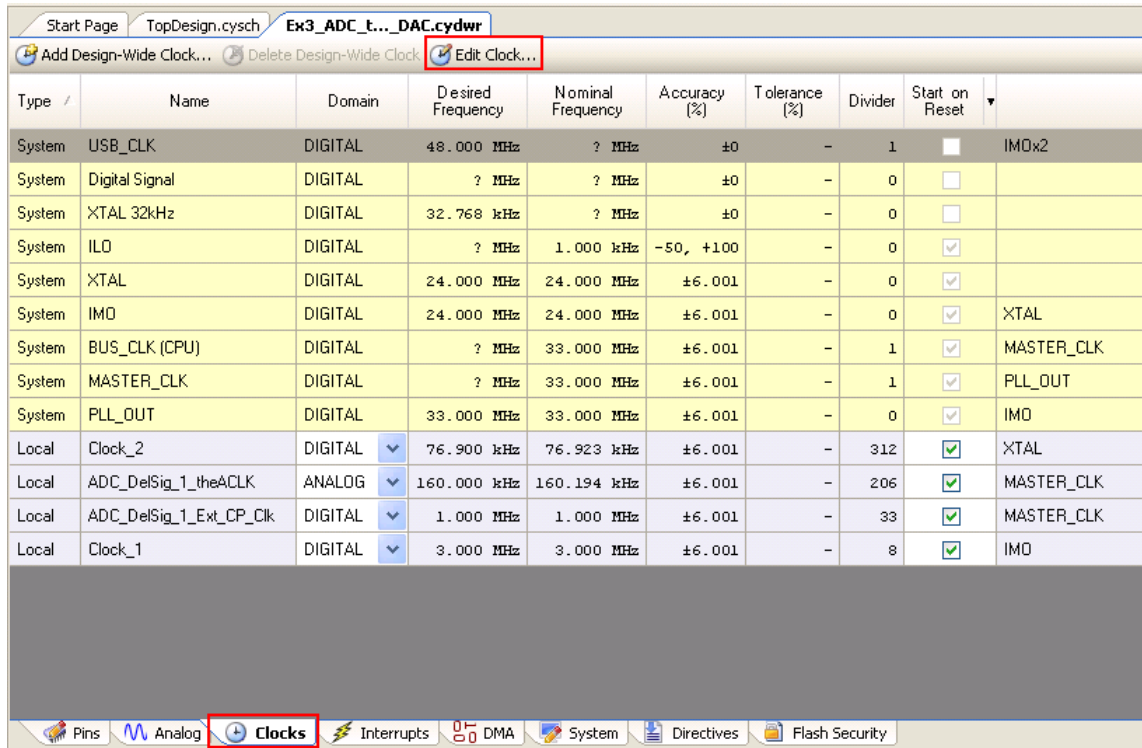 Start Page TopDesign.cysch Ex3_ADC_t..._DAC.cydwr
Add Design-Wide Clock... Delete Design-Wide Clock Edit Clock...
Type Name Domain Desired Frequency Nominal Frequency Accuracy (%) Tolerance (%) Divider Start on Reset
System USB_CLK DIGITAL 48.000 MHz ? MHz ±0 - 1 IMOx2
System Digital Signal DIGITAL ? MHz ? MHz ±0 - 0
System XTAL 32kHz DIGITAL 32.768 kHz ? MHz ±0 - 0
System ILO DIGITAL ? MHz 1.000 kHz -50, +100 - 0
System XTAL DIGITAL 24.000 MHz 24.000 MHz ±6.001 - 0
System IMO DIGITAL 24.000 MHz 24.000 MHz ±6.001 - 0 XTAL
System BUS_CLK (CPU) DIGITAL ? MHz 33.000 MHz ±6.001 - 1 MASTER_CLK
System MASTER_CLK DIGITAL ? MHz 33.000 MHz ±6.001 - 1 PLL_OUT
System PLL_OUT DIGITAL 33.000 MHz 33.000 MHz ±6.001 - 0 IMO
Local Clock_2 DIGITAL 76.900 kHz 76.923 kHz ±6.001 - 312 XTAL
Local ADC_DelSig_1_theACLK ANALOG 160.000 kHz 160.194 kHz ±6.001 - 206 MASTER_CLK
Local ADC_DelSig_1_Ext_CP_Clk DIGITAL 1.000 MHz 1.000 MHz ±6.001 - 33 MASTER_CLK
Local Clock_1 DIGITAL 3.000 MHz 3.000 MHz ±6.001 - 8 IMO
Pins Analog Clocks Interrupts DMA System Directives Flash Security